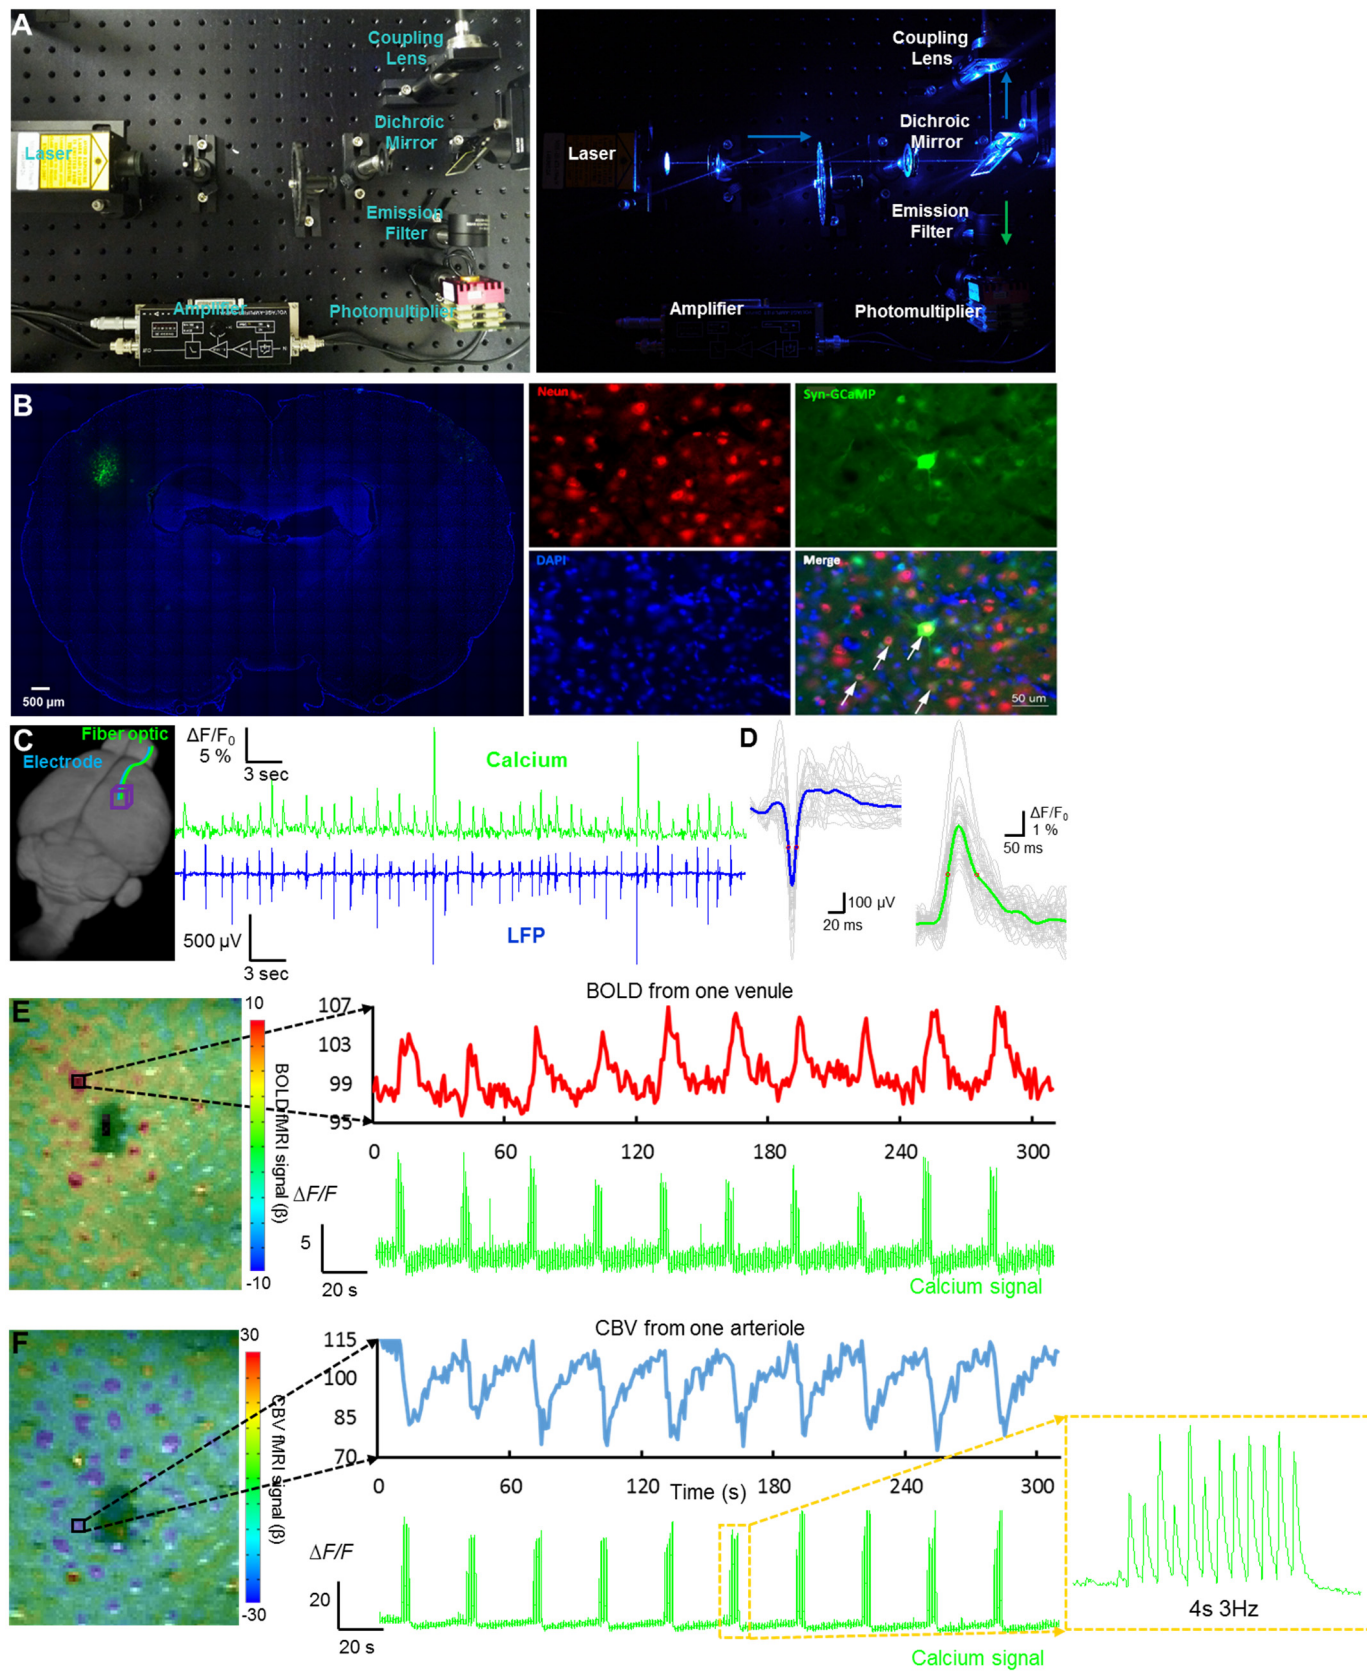 A
Coupling
Lens
Dichroic
Mirror
Laser
Emission
Filter
Amplifier
Photomultiplier
Coupling
Lens
Dichroic
Mirror
Laser
Emission
Filter
Amplifier
Photomultiplier
B
500 µm
Neun
Syn-GCaMP
DAPI
Merge
50 um
C
Fiber optic
Electrode
ΔF/F0
5 %
3 sec
Calcium
500 µV
3 sec
LFP
D
100 µV
20 ms
ΔF/F0
1 %
50 ms
E
10
BOLD fMRI signal (β)
-10
BOLD from one venule
107
103
99
95
0 60 120 180 240 300
ΔF/F
5
20 s
Calcium signal
F
30
CBV fMRI signal (β)
-30
CBV from one arteriole
115
100
85
70
0 60 120 180 240 300
Time (s)
ΔF/F
20
20 s
Calcium signal
4s 3Hz